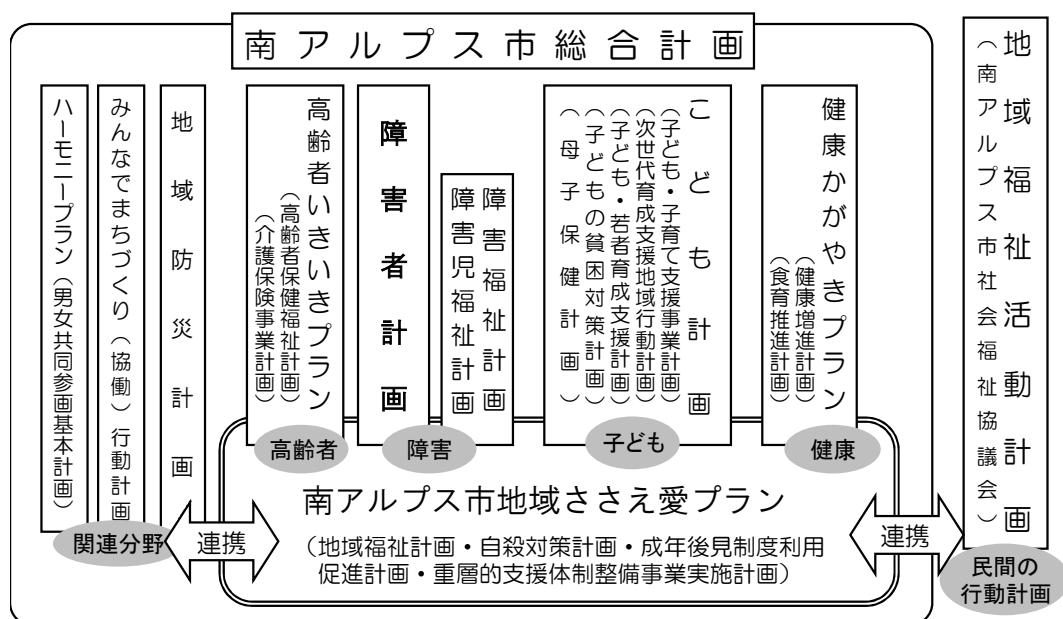 南アルプス市総合計画
地域福祉活動計画
（南アルプス市社会福祉協議会）
健康かがやきプラン
（健康増進計画）
（食育推進計画）
こども計画
（子ども・子育て支援事業計画）
（次世代育成支援地域行動計画）
（子ども・若者育成支援計画）
（子どもの貧困対策計画）
（母子保健計画）
障害福祉計画
障害児福祉計画
障害者計画
高齢者いきいきプラン
（高齢者保健福祉計画）
（介護保険事業計画）
地域防災計画
みんなでまちづくり（協働）行動計画
ハーモニープラン（男女共同参画基本計画）
高齢者
障害
子ども
健康
南アルプス市地域ささえ愛プラン
（地域福祉計画・自殺対策計画・成年後見制度利用
促進計画・重層的支援体制整備事業実施計画）
関連分野
連携
連携
民間の
行動計画